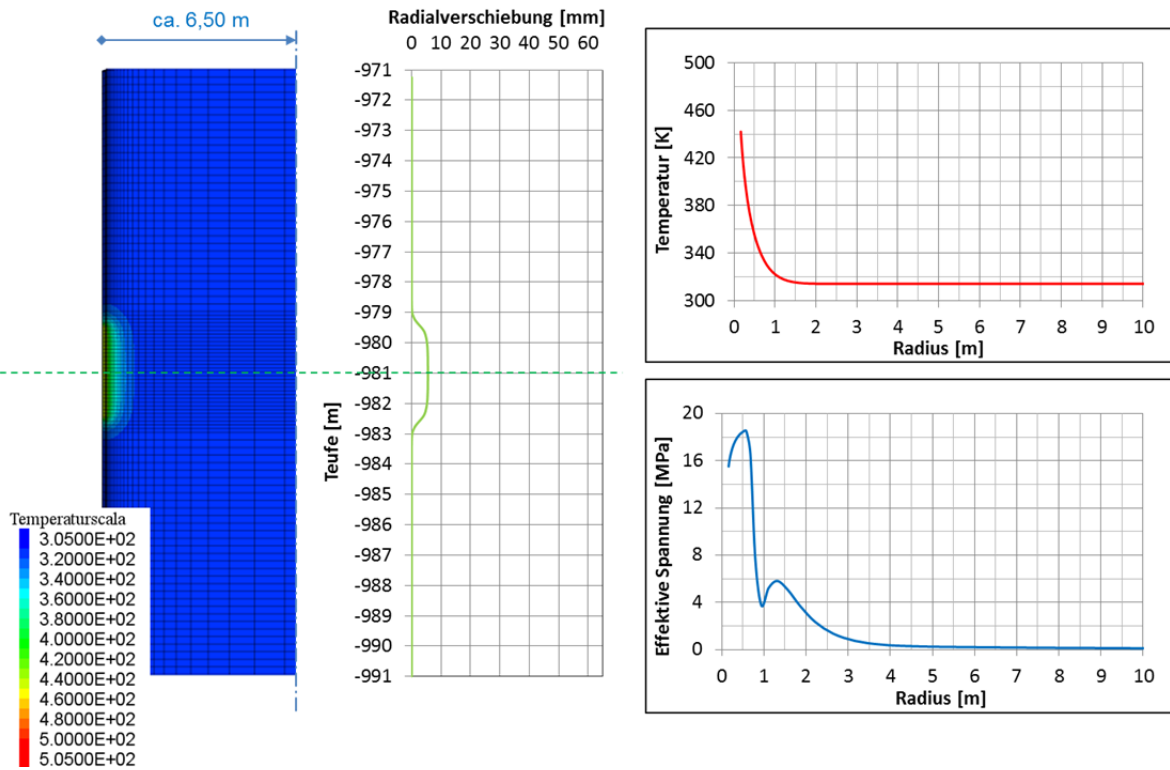 ca. 6,50 m
Temperaturscala
3.0500E+02
3.2000E+02
3.4000E+02
3.6000E+02
3.8000E+02
4.0000E+02
4.2000E+02
4.4000E+02
4.6000E+02
4.8000E+02
5.0000E+02
5.0500E+02
Radialverschiebung [mm]
0 10 20 30 40 50 60
Teufe [m]
-971
-972
-973
-974
-975
-976
-977
-978
-979
-980
-981
-982
-983
-984
-985
-986
-987
-988
-989
-990
-991
Temperatur [K]
500
460
420
380
340
300
0 1 2 3 4 5 6 7 8 9 10
Radius [m]
Effektive Spannung [MPa]
20
16
12
8
4
0
0 1 2 3 4 5 6 7 8 9 10
Radius [m]